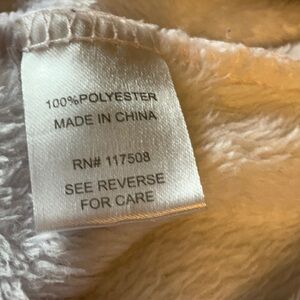 100%POLYESTER
MADE IN CHINA
RN# 117508
SEE REVERSE
FOR CARE